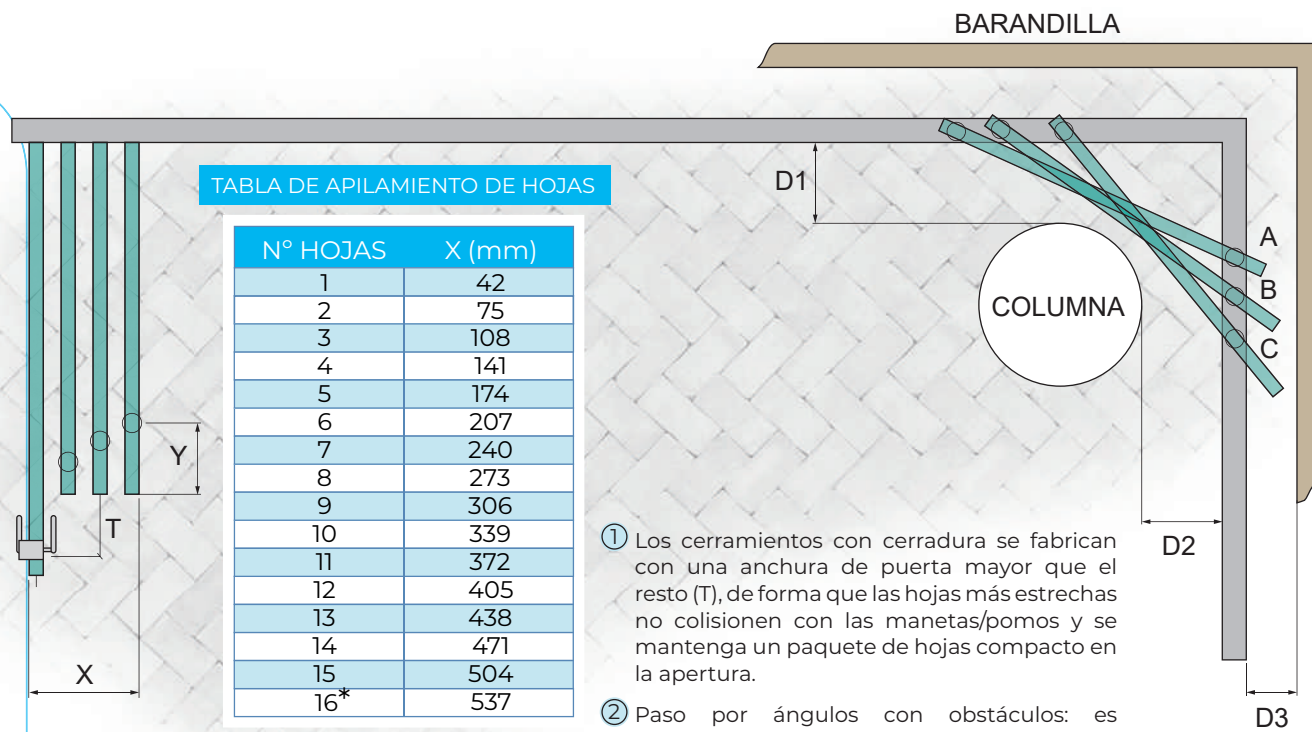 BARANDILLA
TABLA DE APILAMIENTO DE HOJAS
Nº HOJAS X (mm)
1 42
2 75
3 108
4 141
5 174
6 207
7 240
8 273
9 306
10 339
11 372
12 405
13 438
14 471
15 504
16* 537
D1
A
B
C
COLUMNA
Y
T
X
D2
D3
1 Los cerramientos con cerradura se fabrican
con una anchura de puerta mayor que el
resto (T), de forma que las hojas más estrechas
no colisionen con las manetas/pomos y se
mantenga un paquete de hojas compacto en
la apertura.
2 Paso por ángulos con obstáculos: es